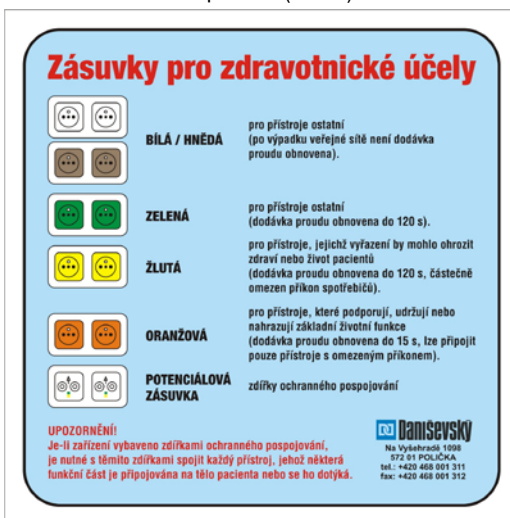 Zásuvky pro zdravotnické účely
BÍLÁ / HNĚDÁ
pro přístroje ostatní
(po výpadku veřejné sítě není dodávka
proudu obnovena).
ZELENÁ
pro přístroje ostatní
(dodávka proudu obnovena do 120 s).
ŽLUTÁ
pro přístroje, jejichž vyřazení by mohlo ohrozit
zdraví nebo život pacientů
(dodávka proudu obnovena do 120 s, částečně
omezen příkon spotřebičů).
ORANŽOVÁ
pro přístroje, které podporují, udržují nebo
nahrazují základní životní funkce
(dodávka proudu obnovena do 15 s, lze připojit
pouze přístroje s omezeným příkonem).
POTENCIÁLOVÁ
ZÁSUVKA
zdířky ochranného pospojování
UPOZORNĚNÍ!
Je-li zařízení vybaveno zdířkami ochranného pospojování,
je nutné s těmito zdířkami spojit každý přístroj, jehož některá
funkční část je připojována na tělo pacienta nebo se ho dotýká.
Daniševský
Na Vyšehradě 1098
572 01 POLIČKA
tel.: +420 468 001 311
fax: +420 468 001 312